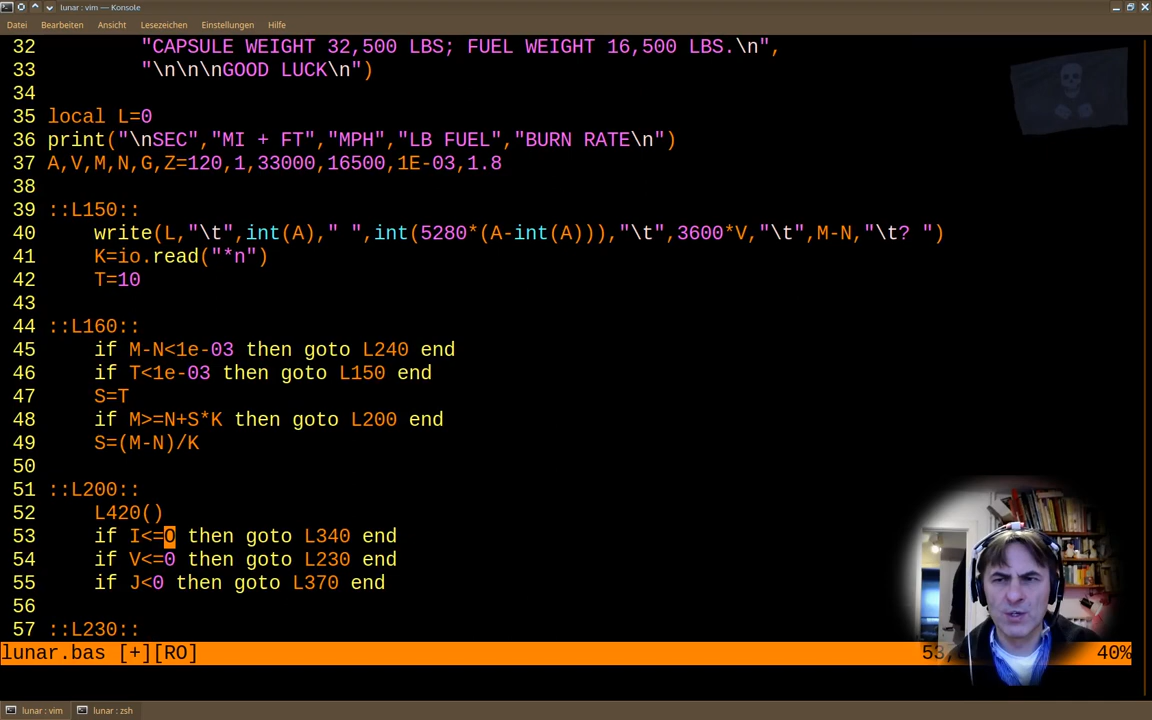 lunar : vim — Konsole
Datei Bearbeiten Ansicht Lesezeichen Einstellungen Hilfe
32 "CAPSULE WEIGHT 32,500 LBS; FUEL WEIGHT 16,500 LBS.\n",
33 "\n\n\nGOOD LUCK\n")
34
35 local L=0
36 print("\nSEC","MI + FT","MPH","LB FUEL","BURN RATE\n")
37 A,V,M,N,G,Z=120,1,33000,16500,1E-03,1.8
38
39 ::L150::
40 write(L,"\t",int(A)," ",int(5280*(A-int(A))),"\t",3600*V,"\t",M-N,"\t? ")
41 K=io.read("*n")
42 T=10
43
44 ::L160::
45 if M-N<1e-03 then goto L240 end
46 if T<1e-03 then goto L150 end
47 S=T
48 if M>=N+S*K then goto L200 end
49 S=(M-N)/K
50
51 ::L200::
52 L420()
53 if I<=O then goto L340 end
54 if V<=0 then goto L230 end
55 if J<0 then goto L370 end
56
57 ::L230::
lunar.bas [+][RO] 53, 40%
lunar : vim lunar : zsh